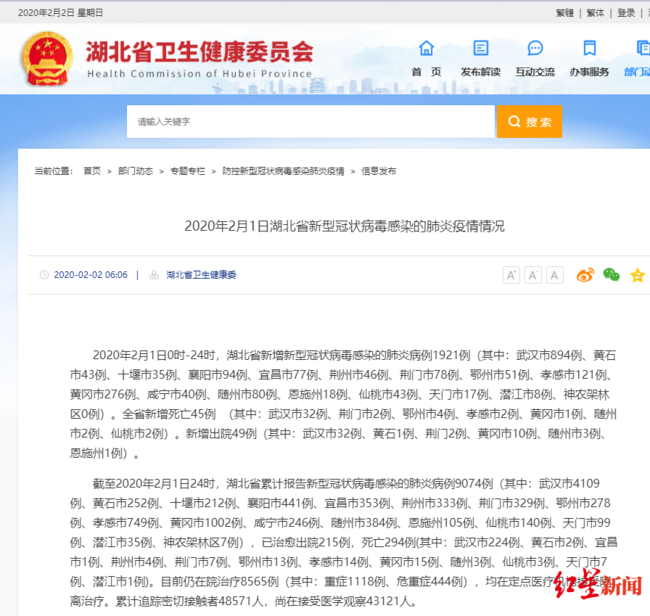 2020年2月2日 星期日
繁體 | 繁体 | 登录 |
湖北省卫生健康委员会
Health Commission of Hubei Province
首 页 发布解读 互动交流 办事服务 部门动
请输入关键字
搜 索
当前位置: 首页 > 部门动态 > 专题专栏 > 防控新型冠状病毒感染肺炎疫情 > 信息发布
2020年2月1日湖北省新型冠状病毒感染的肺炎疫情情况
2020-02-02 06:06 | 湖北省卫生健康委
A+ A- A
2020年2月1日0时-24时，湖北省新增新型冠状病毒感染的肺炎病例1921例（其中：武汉市894例、黄石
市43例、十堰市35例、襄阳市94例、宜昌市77例、荆州市46例、荆门市78例、鄂州市51例、孝感市121例、
黄冈市276例、咸宁市40例、随州市80例、恩施州18例、仙桃市43例、天门市17例、潜江市8例、神农架林
区0例）。全省新增死亡45例 （其中：武汉市32例、荆门市2例、鄂州市4例、孝感市2例、黄冈市1例、随州
市2例、仙桃市2例）。新增出院49例（其中：武汉市32例、黄石1例、荆门2例、黄冈市10例、随州市3例、
恩施州1例）。
截至2020年2月1日24时，湖北省累计报告新型冠状病毒感染的肺炎病例9074例（其中：武汉市4109
例、黄石市252例、十堰市212例、襄阳市441例、宜昌市353例、荆州市333例、荆门市329例、鄂州市278
例、孝感市749例、黄冈市1002例、咸宁市246例、随州市384例、恩施州105例、仙桃市140例、天门市99
例、潜江市35例、神农架林区7例），已治愈出院215例，死亡294例(其中：武汉市224例、黄石市2例、宜昌
市1例、荆州市4例、荆门市7例、鄂州市13例、孝感市14例、黄冈市15例、随州3例、仙桃市3例、天门市7
例、潜江市1例)。目前仍在院治疗8565例（其中：重症1118例、危重症444例），均在定点医疗机
离治疗。累计追踪密切接触者48571人，尚在接受医学观察43121人。
红星新闻